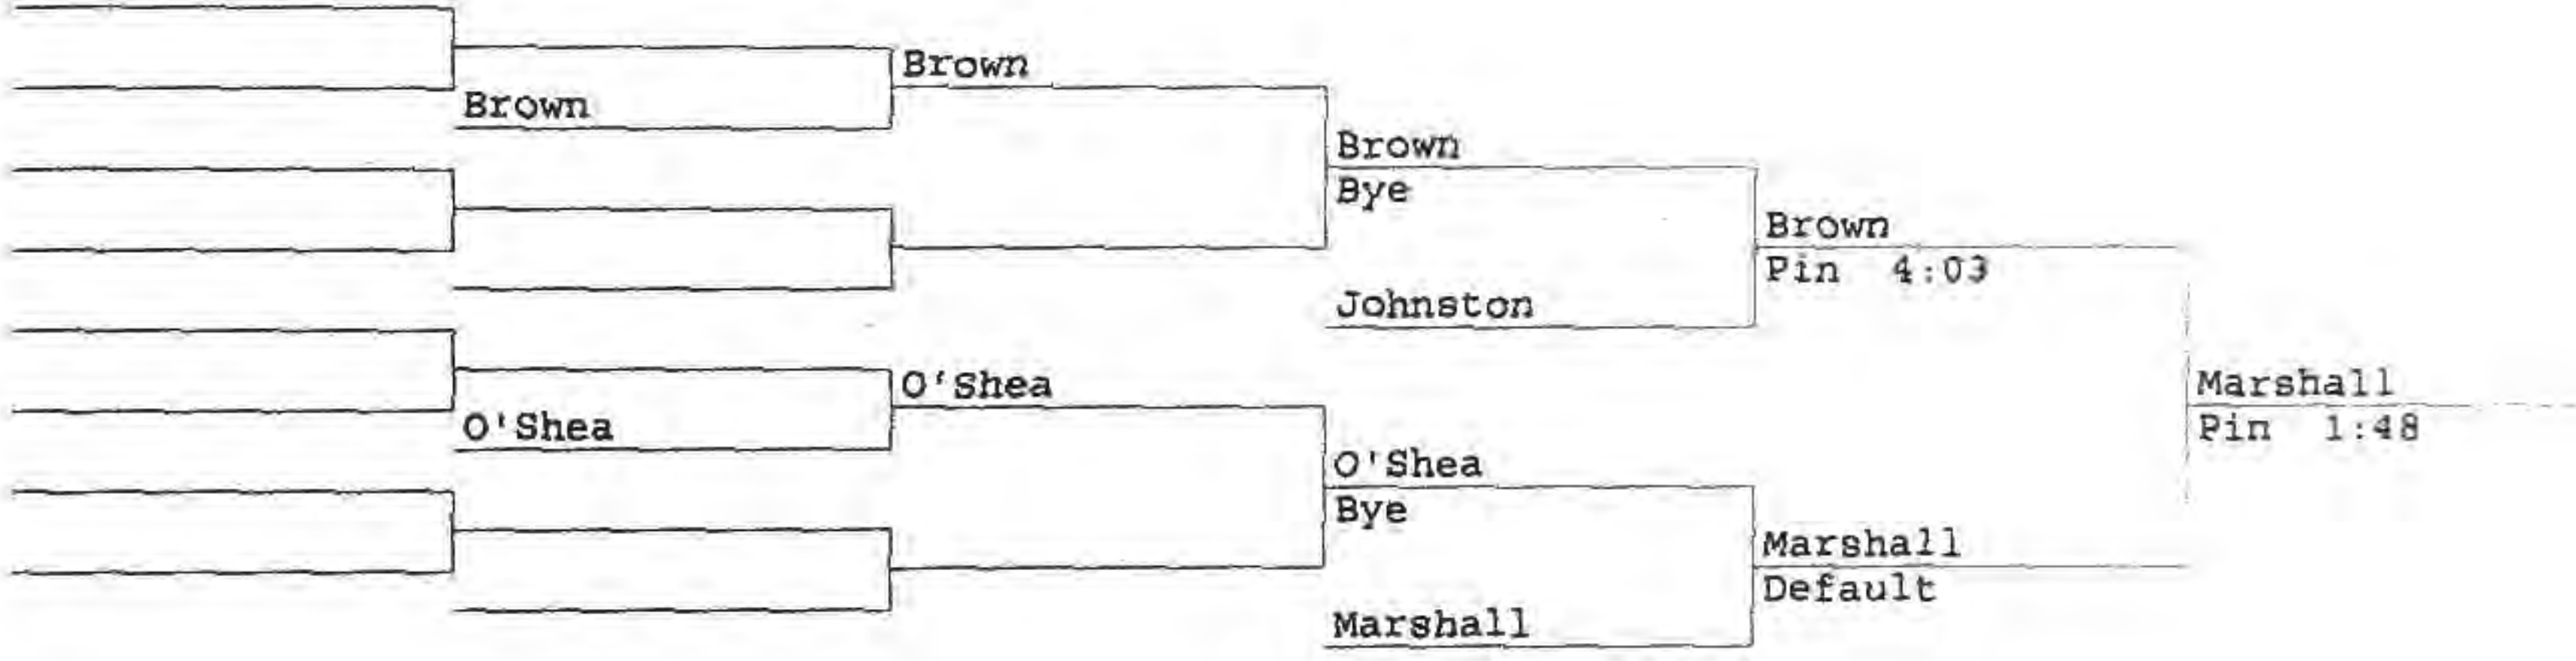 Brown
Brown
Brown
Bye
Brown
Pin 4:03
Johnston
O'Shea
O'Shea
O'Shea
Bye
Marshall
Pin 1:48
Marshall
Default
Marshall